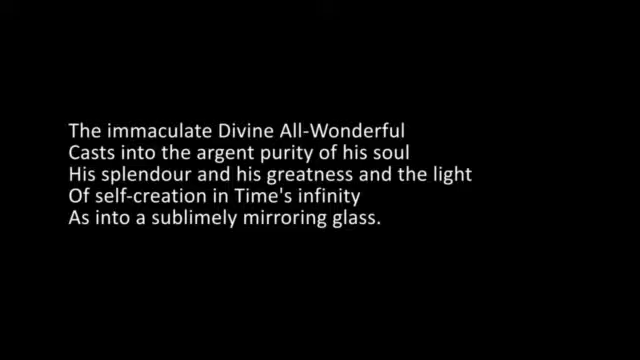 The immaculate Divine All-Wonderful
Casts into the argent purity of his soul
His splendour and his greatness and the light
Of self-creation in Time's infinity
As into a sublimely mirroring glass.